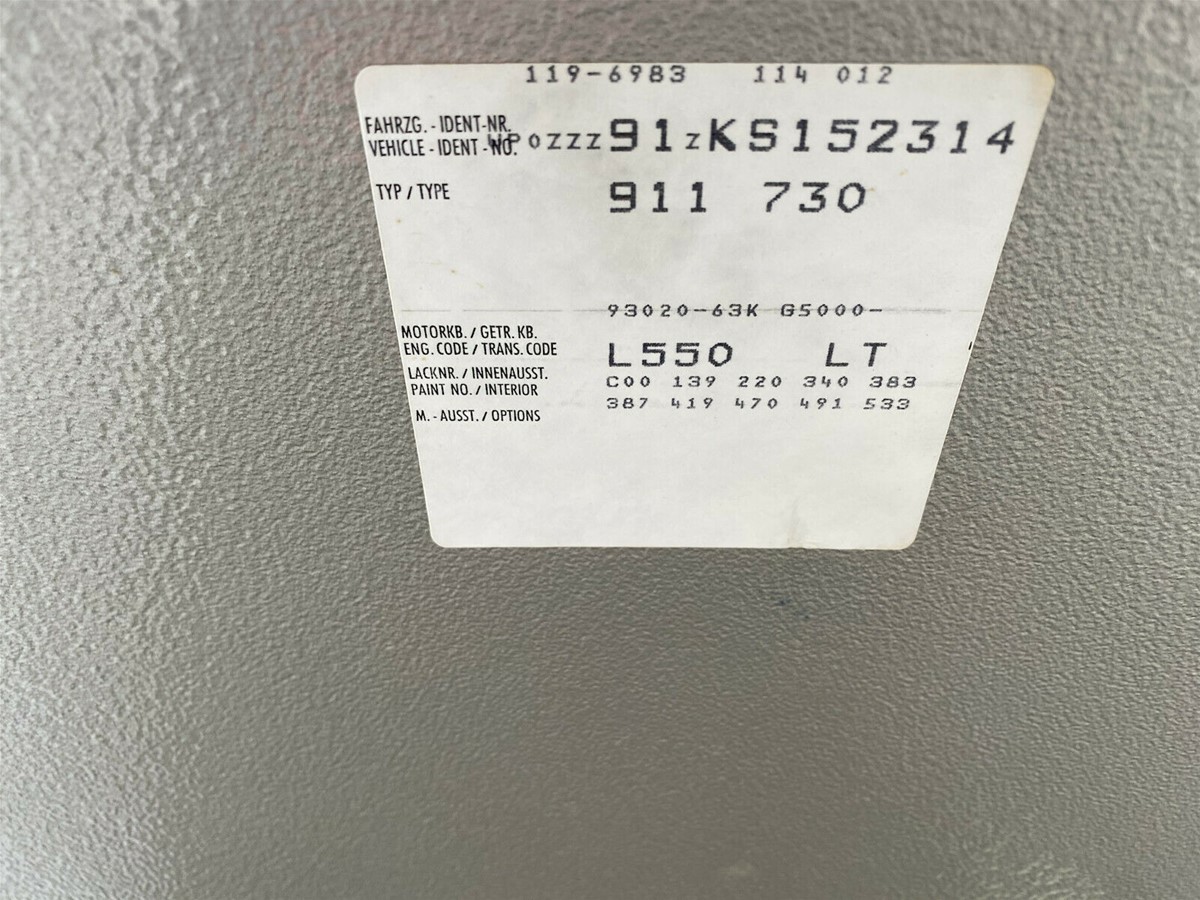 119-6983 114 012
FAHRZG. - IDENT-NR.
VEHICLE - IDENT - NO. WP0ZZZ91ZKS152314
TYP / TYPE 911 730
93020-63K G5000-
MOTORKB. / GETR. KB.
ENG. CODE / TRANS. CODE L550 LT
LACKNR. / INNENAUSST.
PAINT NO. / INTERIOR C00 139 220 340 383
M. - AUSST. / OPTIONS 387 419 470 491 533